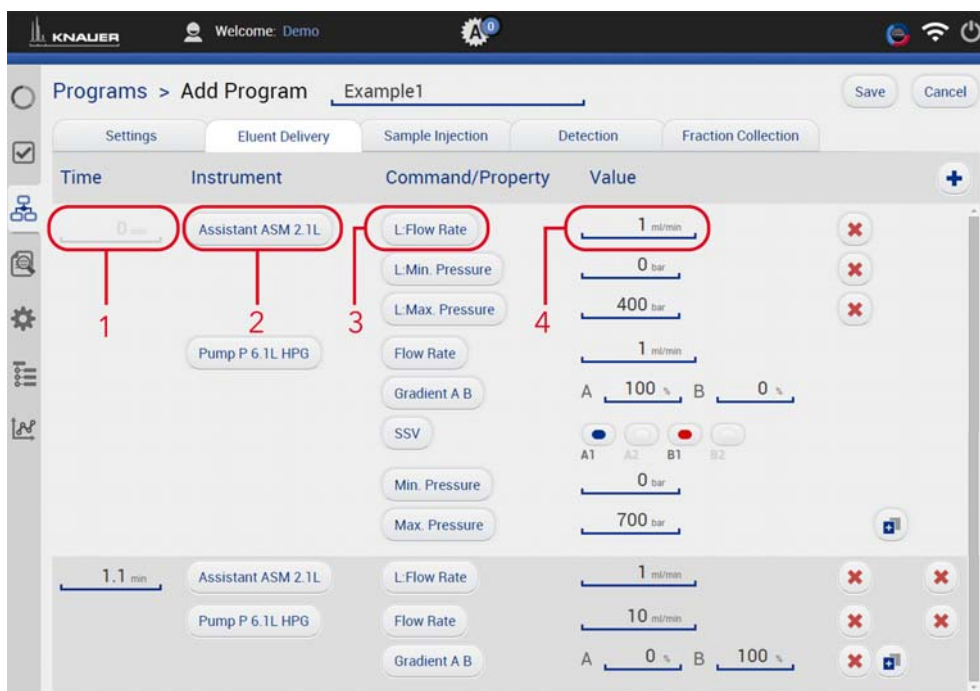 KNAUER Welcome: Demo A 0
Programs > Add Program Example1 Save Cancel
Settings Eluent Delivery Sample Injection Detection Fraction Collection
Time Instrument Command/Property Value
0 min Assistant ASM 2.1L L:Flow Rate 1 ml/min
L:Min. Pressure 0 bar
L:Max. Pressure 400 bar
1 2 3 4
Pump P 6.1L HPG Flow Rate 1 ml/min
Gradient A B A 100 % B 0 %
SSV
A1 A2 B1 B2
Min. Pressure 0 bar
Max. Pressure 700 bar
1.1 min Assistant ASM 2.1L L:Flow Rate 1 ml/min
Pump P 6.1L HPG Flow Rate 10 ml/min
Gradient A B A 0 % B 100 %